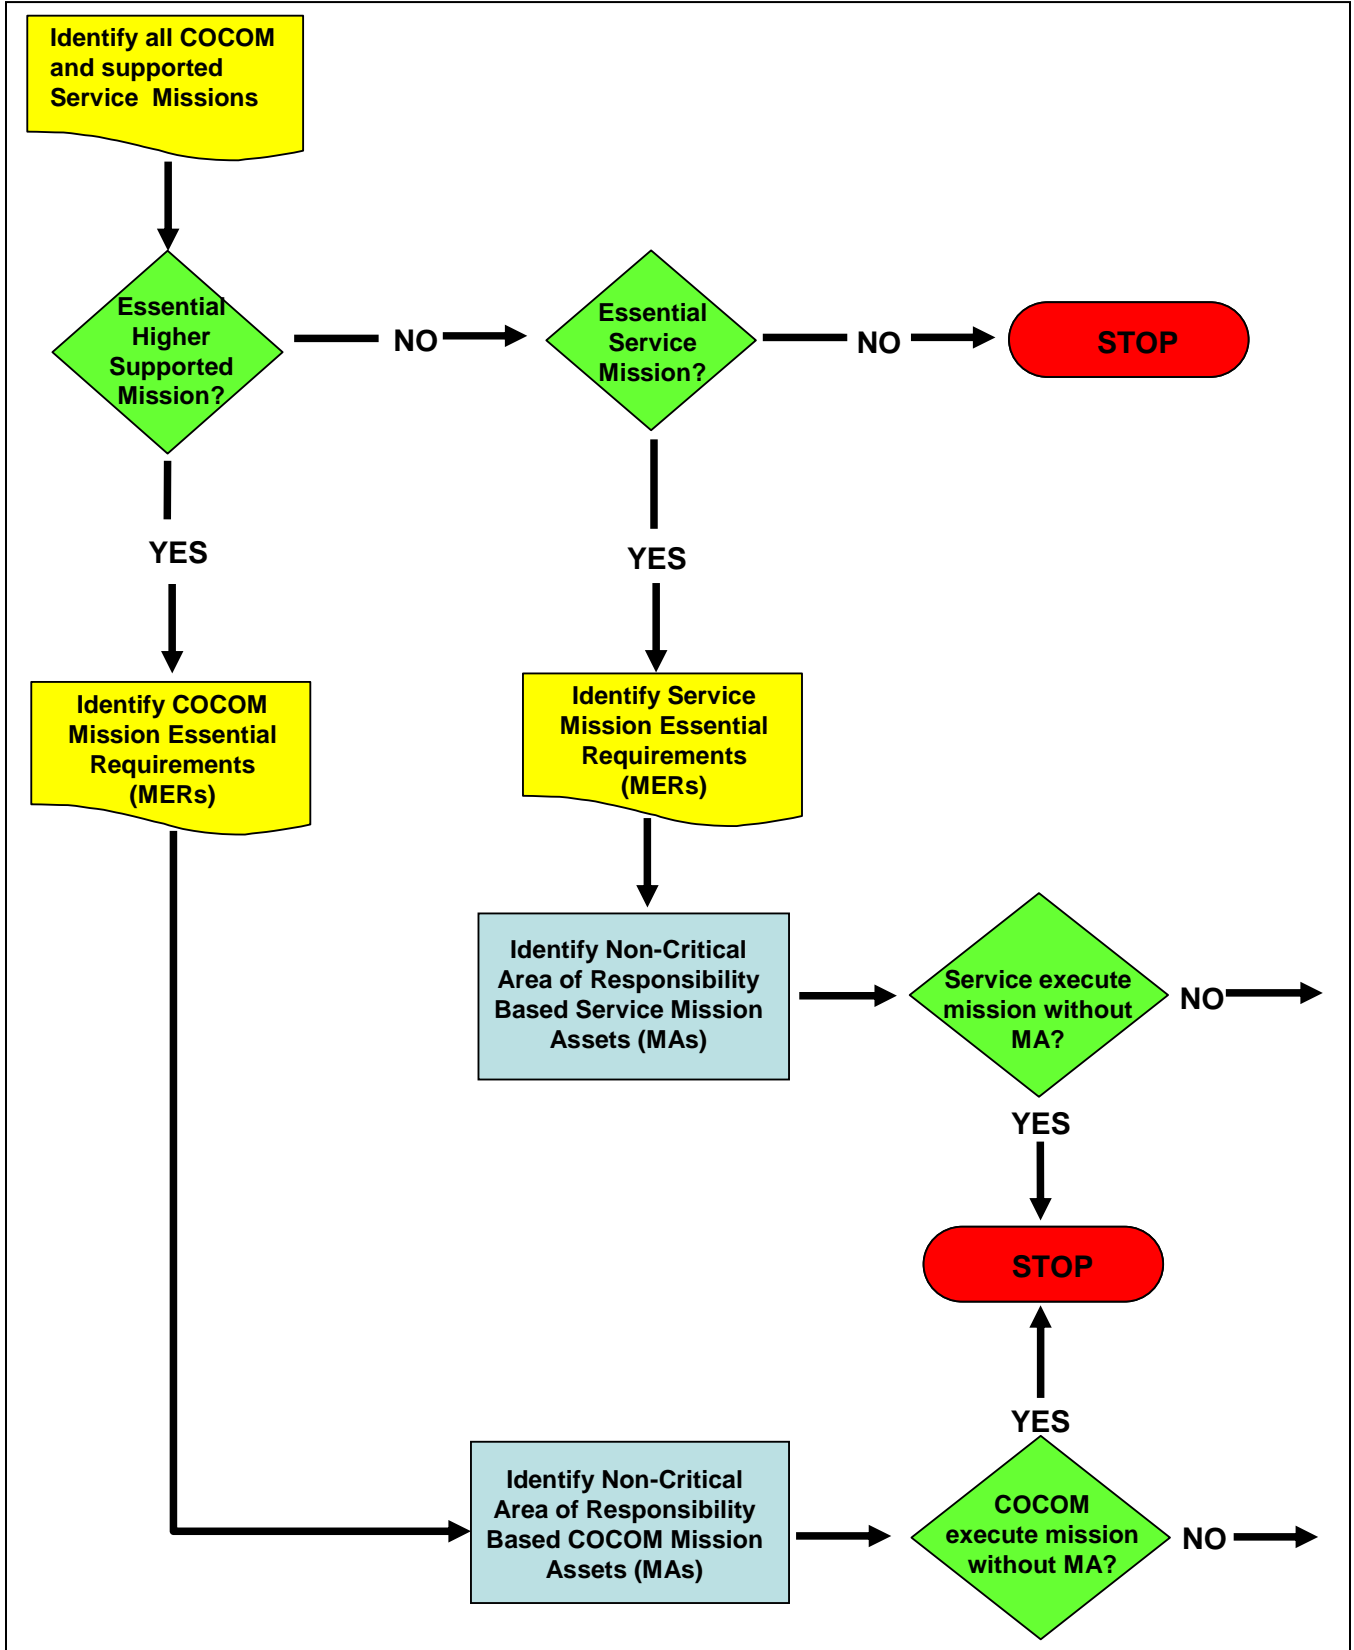 Identify all COCOM
and supported
Service Missions
Essential
Higher
Supported
Mission?
NO
Essential
Service
Mission?
NO
STOP
YES
YES
Identify COCOM
Mission Essential
Requirements
(MERs)
Identify Service
Mission Essential
Requirements
(MERs)
Identify Non-Critical
Area of Responsibility
Based Service Mission
Assets (MAs)
Service execute
mission without
MA?
NO
YES
STOP
YES
Identify Non-Critical
Area of Responsibility
Based COCOM Mission
Assets (MAs)
COCOM
execute mission
without MA?
NO